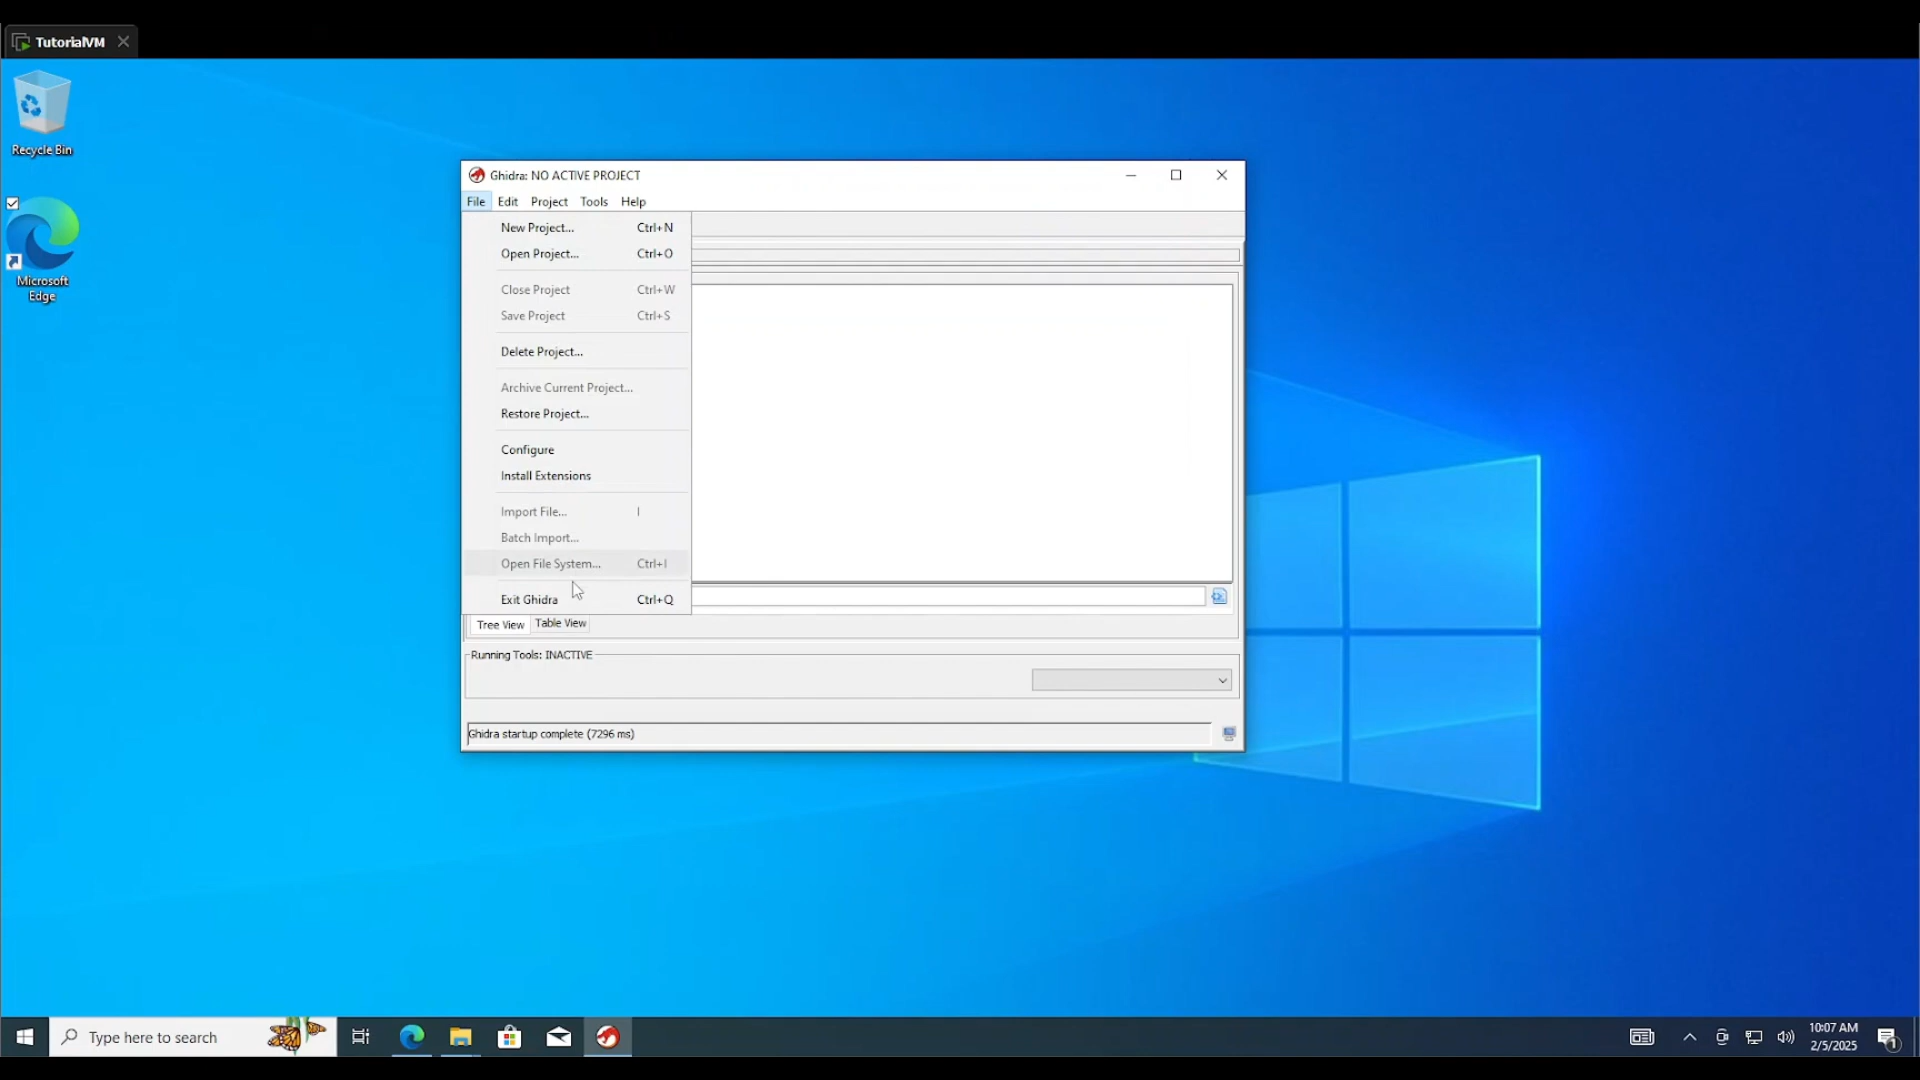 TutorialVM
Recycle Bin
Microsoft
Edge
Ghidra: NO ACTIVE PROJECT
File Edit Project Tools Help
New Project... Ctrl+N
Open Project... Ctrl+O
Close Project Ctrl+W
Save Project Ctrl+S
Delete Project...
Archive Current Project...
Restore Project...
Configure
Install Extensions
Import File... I
Batch Import...
Open File System... Ctrl+I
Exit Ghidra Ctrl+Q
Tree View Table View
Running Tools: INACTIVE
Ghidra startup complete (7296 ms)
Type here to search
10:07 AM
2/5/2025
1